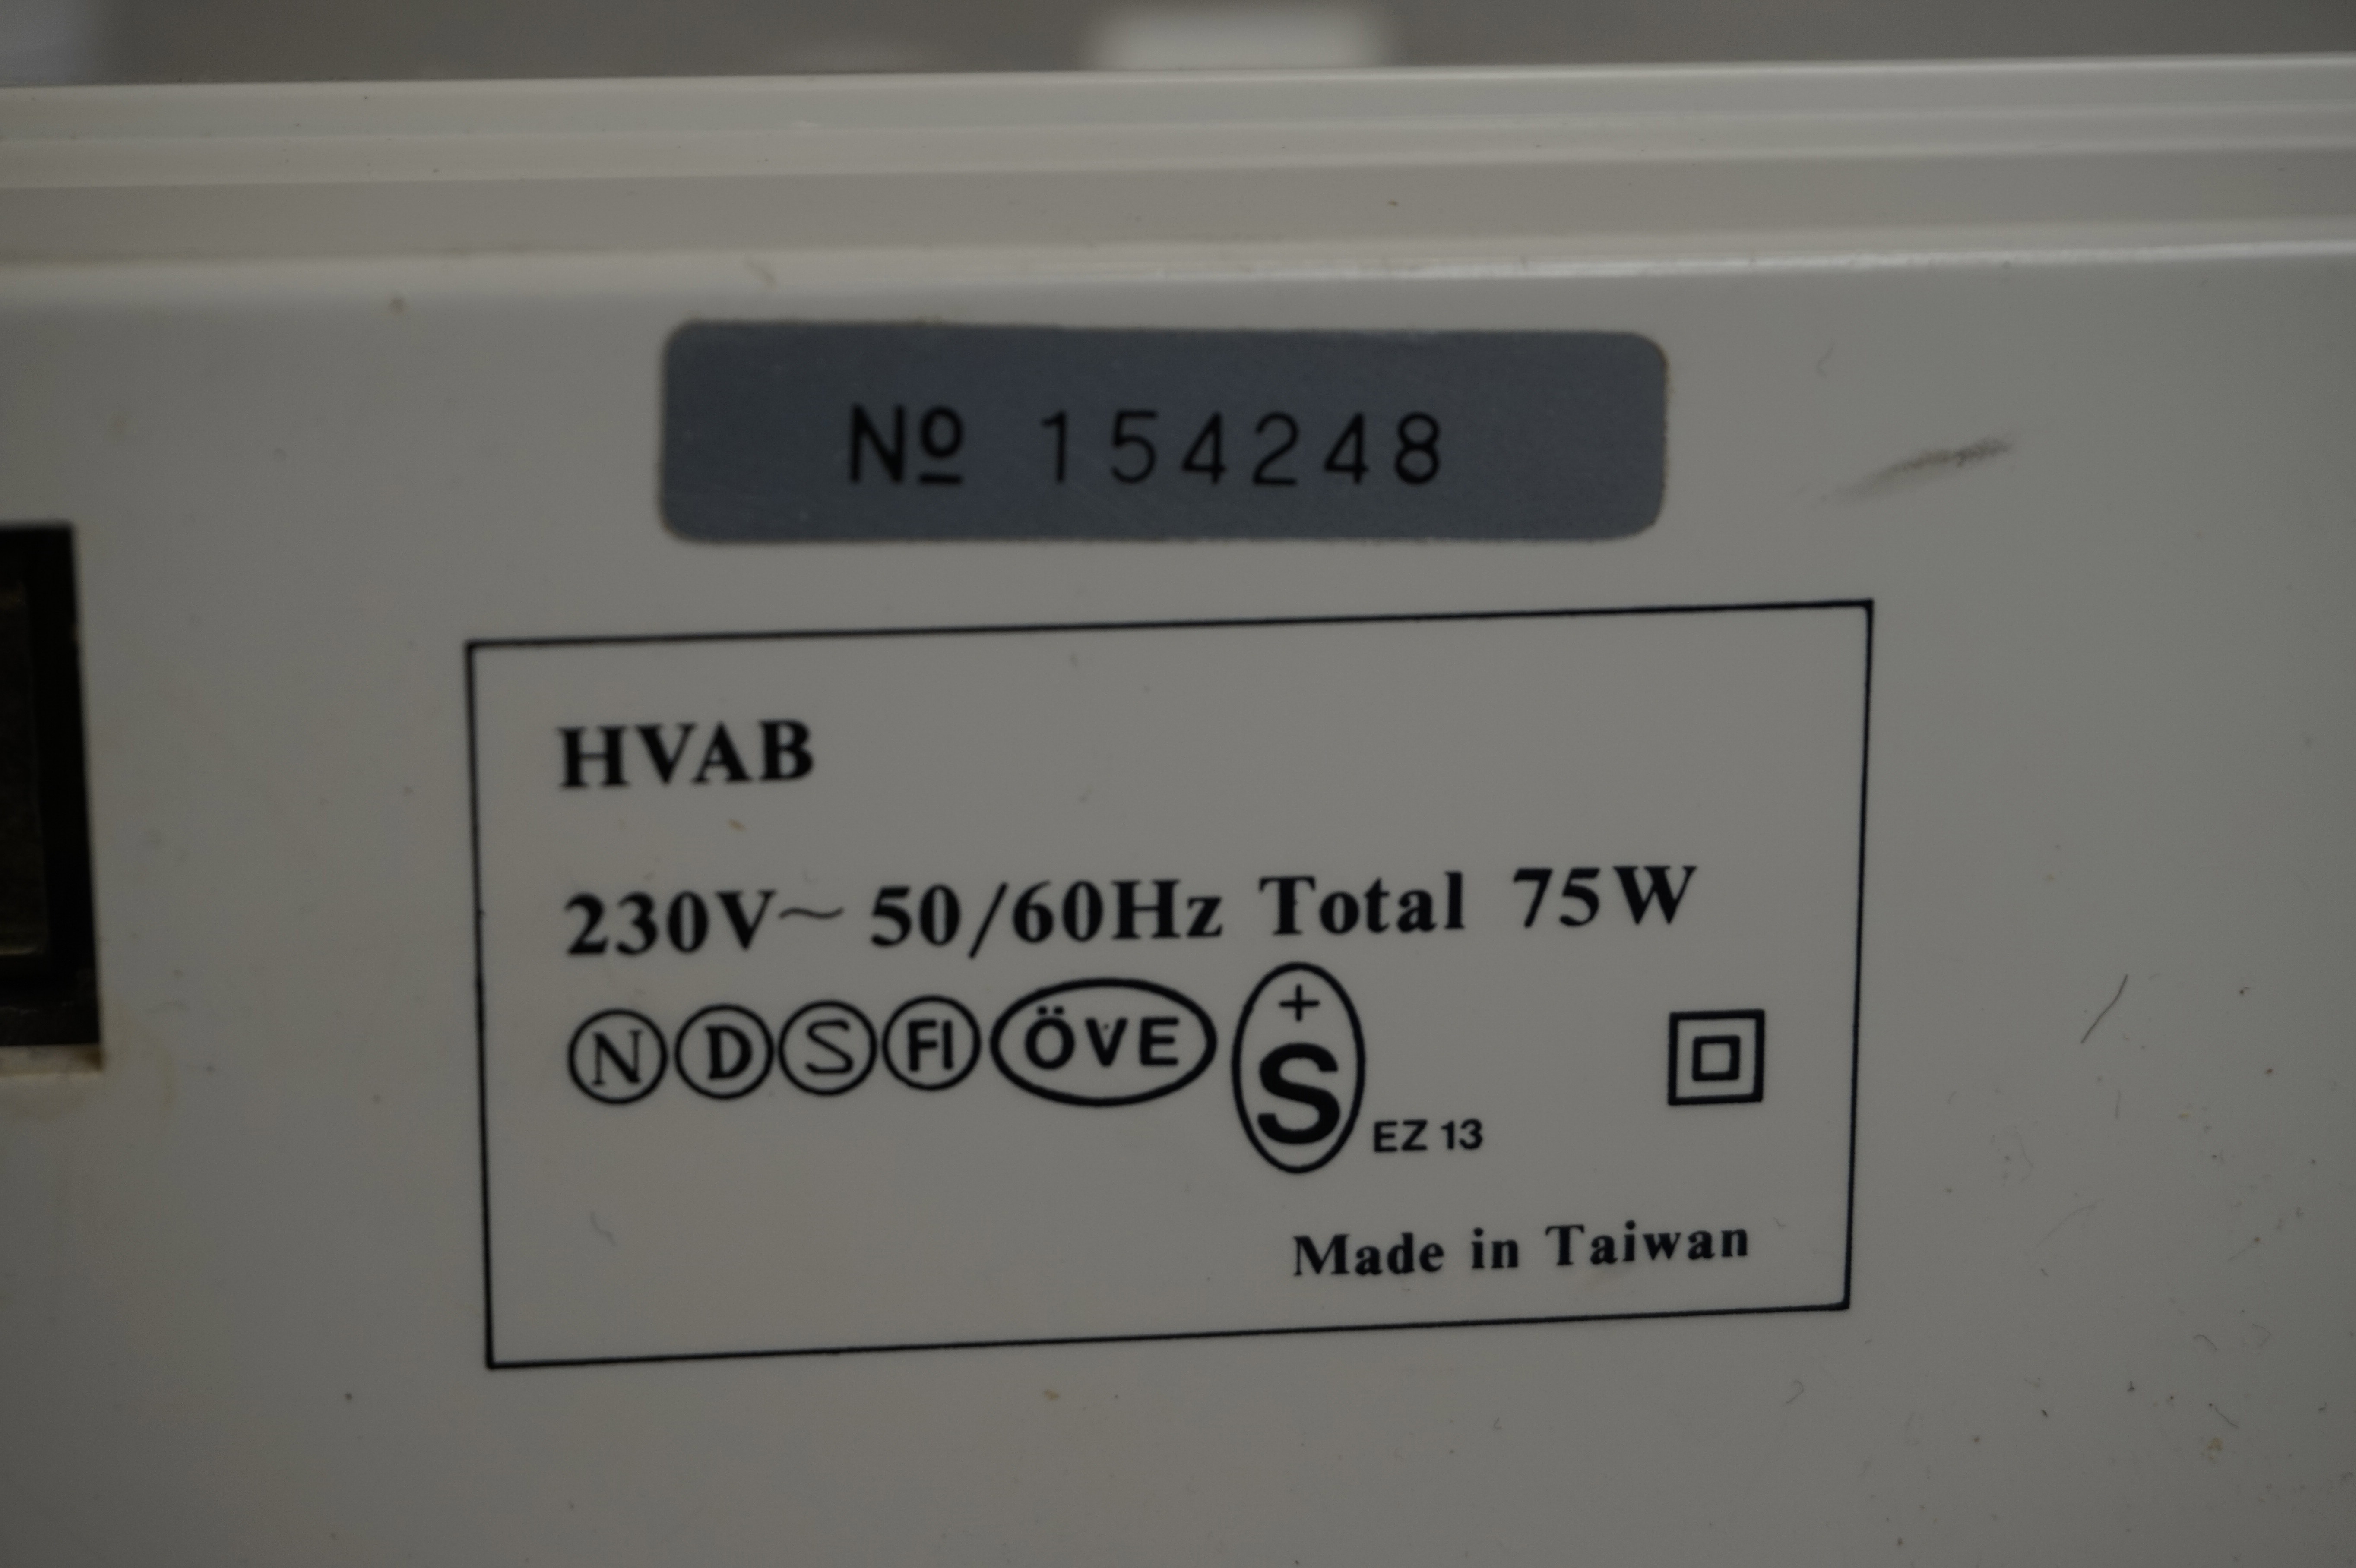 Nº 154248
HVAB
230V~ 50/60Hz Total 75W
N D S FI ÖVE +S EZ 13
Made in Taiwan